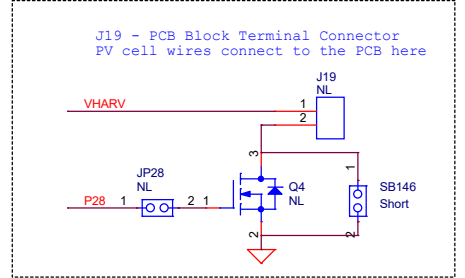 J19 - PCB Block Terminal Connector
PV cell wires connect to the PCB here
J19
NL
VHARV
1
2
3
1
JP28
NL
Q4
NL
SB146
Short
P28
1
2
1
2
2